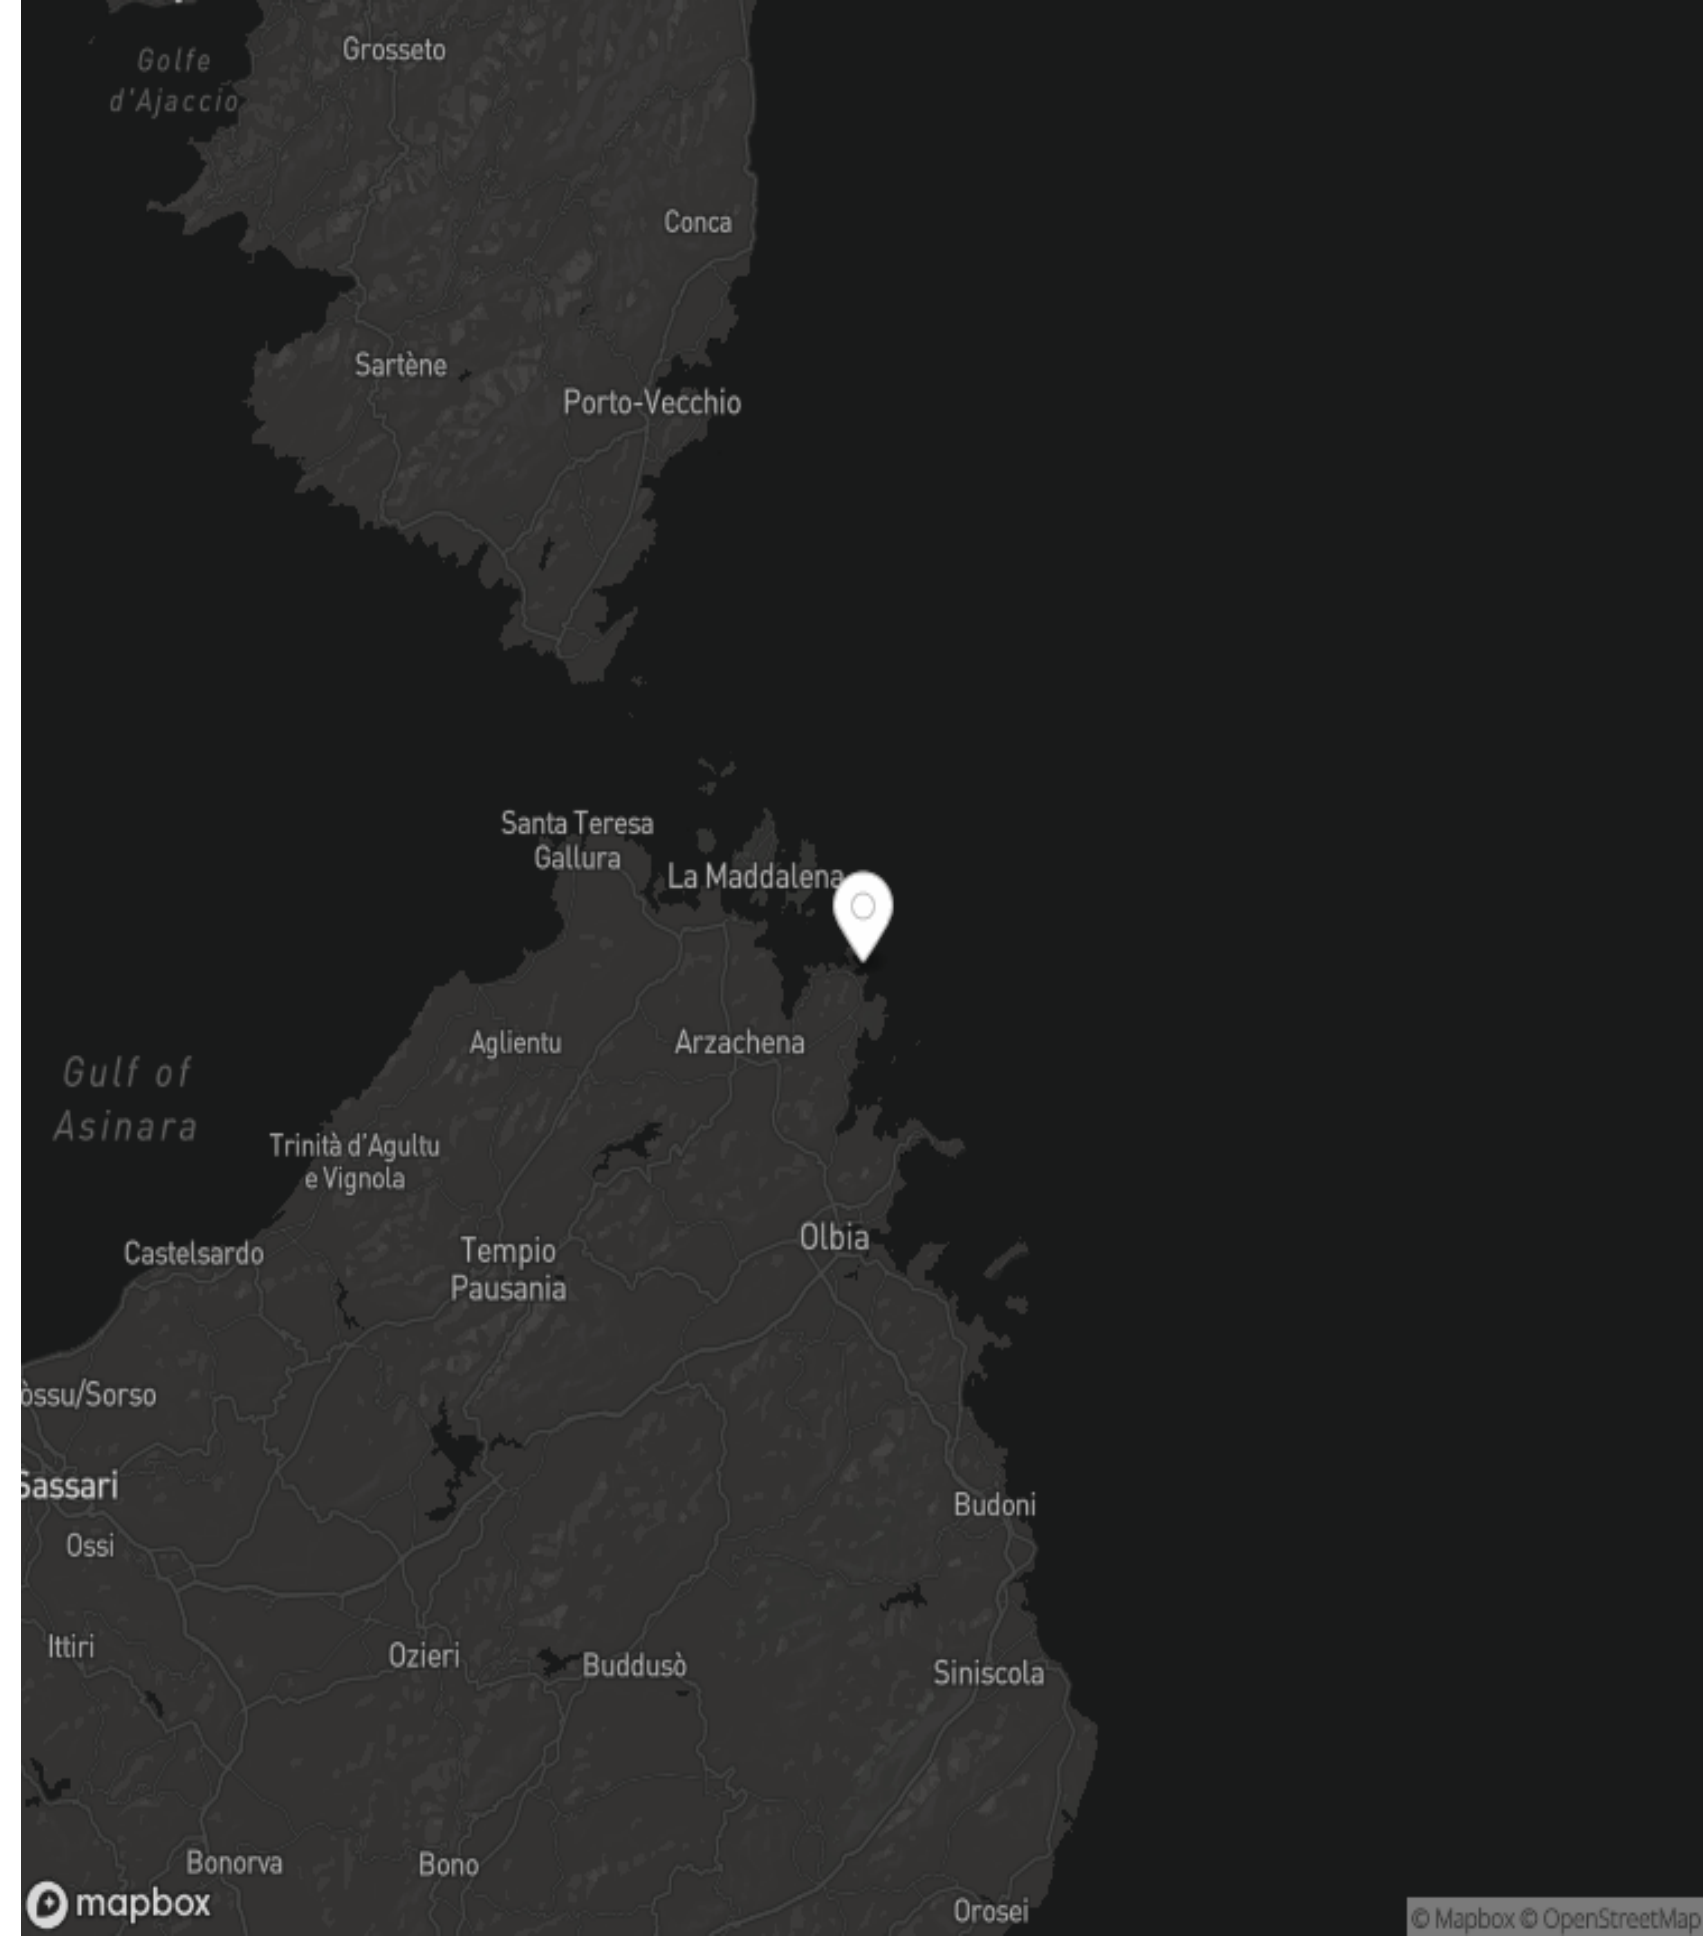 Grosseto
Golfe
d'Ajaccio
Conca
Sartène
Porto-Vecchio
Santa Teresa
Gallura
La Maddalena
Aglientu
Arzachena
Gulf of
Asinara
Trinità d'Agultu
e Vignola
Olbia
Castelsardo
Tempio
Pausania
òssu/Sorso
Sassari
Budoni
Ossi
Ittiri
Ozieri
Buddusò
Siniscola
Bonorva
Bono
mapbox
Orosei
© Mapbox © OpenStreetMap